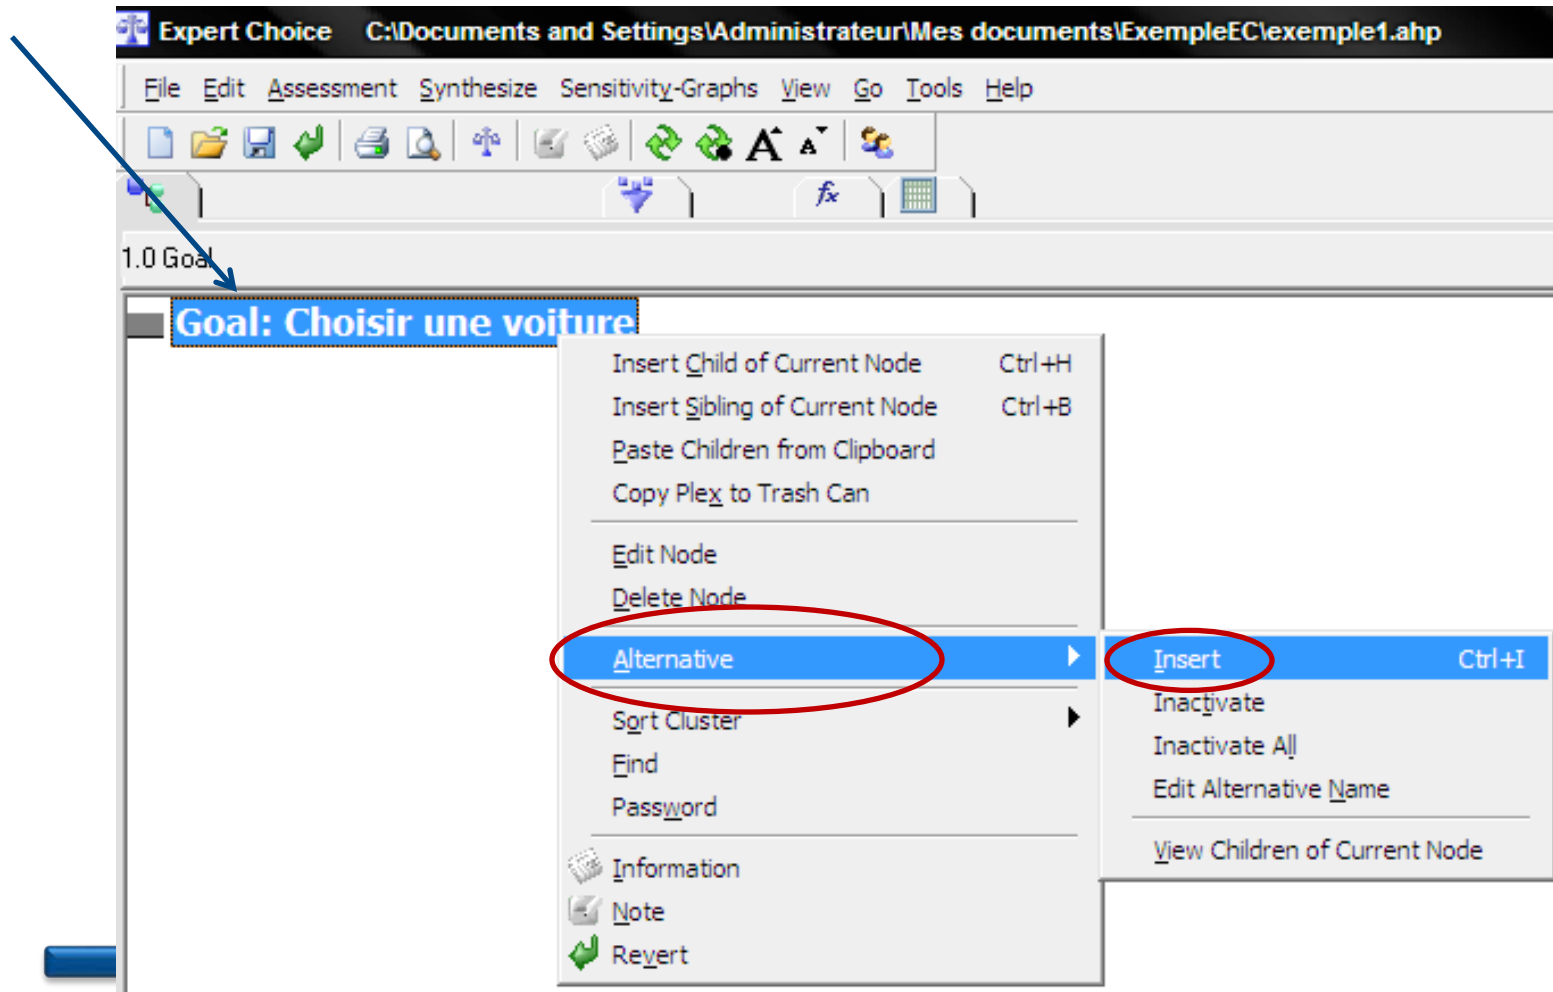 Expert Choice C:\Documents and Settings\Administrateur\Mes documents\ExempleEC\exemple1.ahp
File Edit Assessment Synthesize Sensitivity-Graphs View Go Tools Help
A A
fx
1.0 Goal
Goal: Choisir une voiture
Insert Child of Current Node Ctrl+H
Insert Sibling of Current Node Ctrl+B
Paste Children from Clipboard
Copy Plex to Trash Can
Edit Node
Delete Node
Alternative
Insert Ctrl+I
Inactivate
Inactivate All
Edit Alternative Name
View Children of Current Node
Sort Cluster
Find
Password
Information
Note
Revert